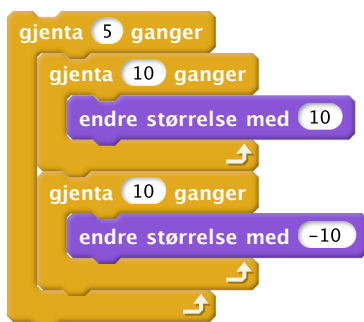 gjenta 5 ganger
gjenta 10 ganger
endre størrelse med 10
gjenta 10 ganger
endre størrelse med -10